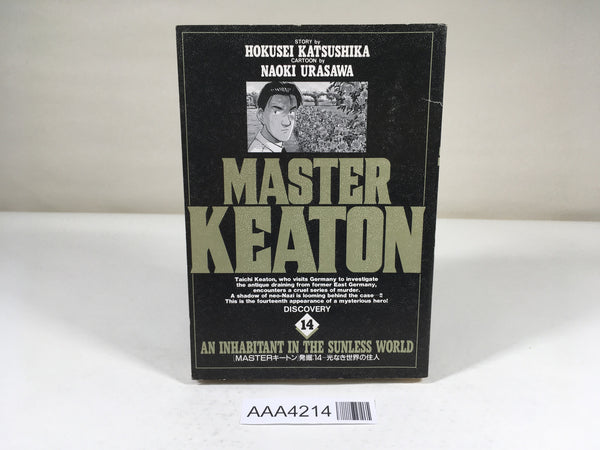 STORY by
HOKUSEI KATSUSHIKA
CARTOON by
NAOKI URASAWA
MASTER
KEATON
Taichi Keaton, who visits Germany to investigate
the antique draining from former East Germany,
encounters a cruel series of murder.
A shadow of neo-Nazi is looming behind the case…!!
This is the fourteenth appearance of a mysterious hero!
DISCOVERY
14
AN INHABITANT IN THE SUNLESS WORLD
[MASTERキートン]発掘:14─光なき世界の住人
AAA4214